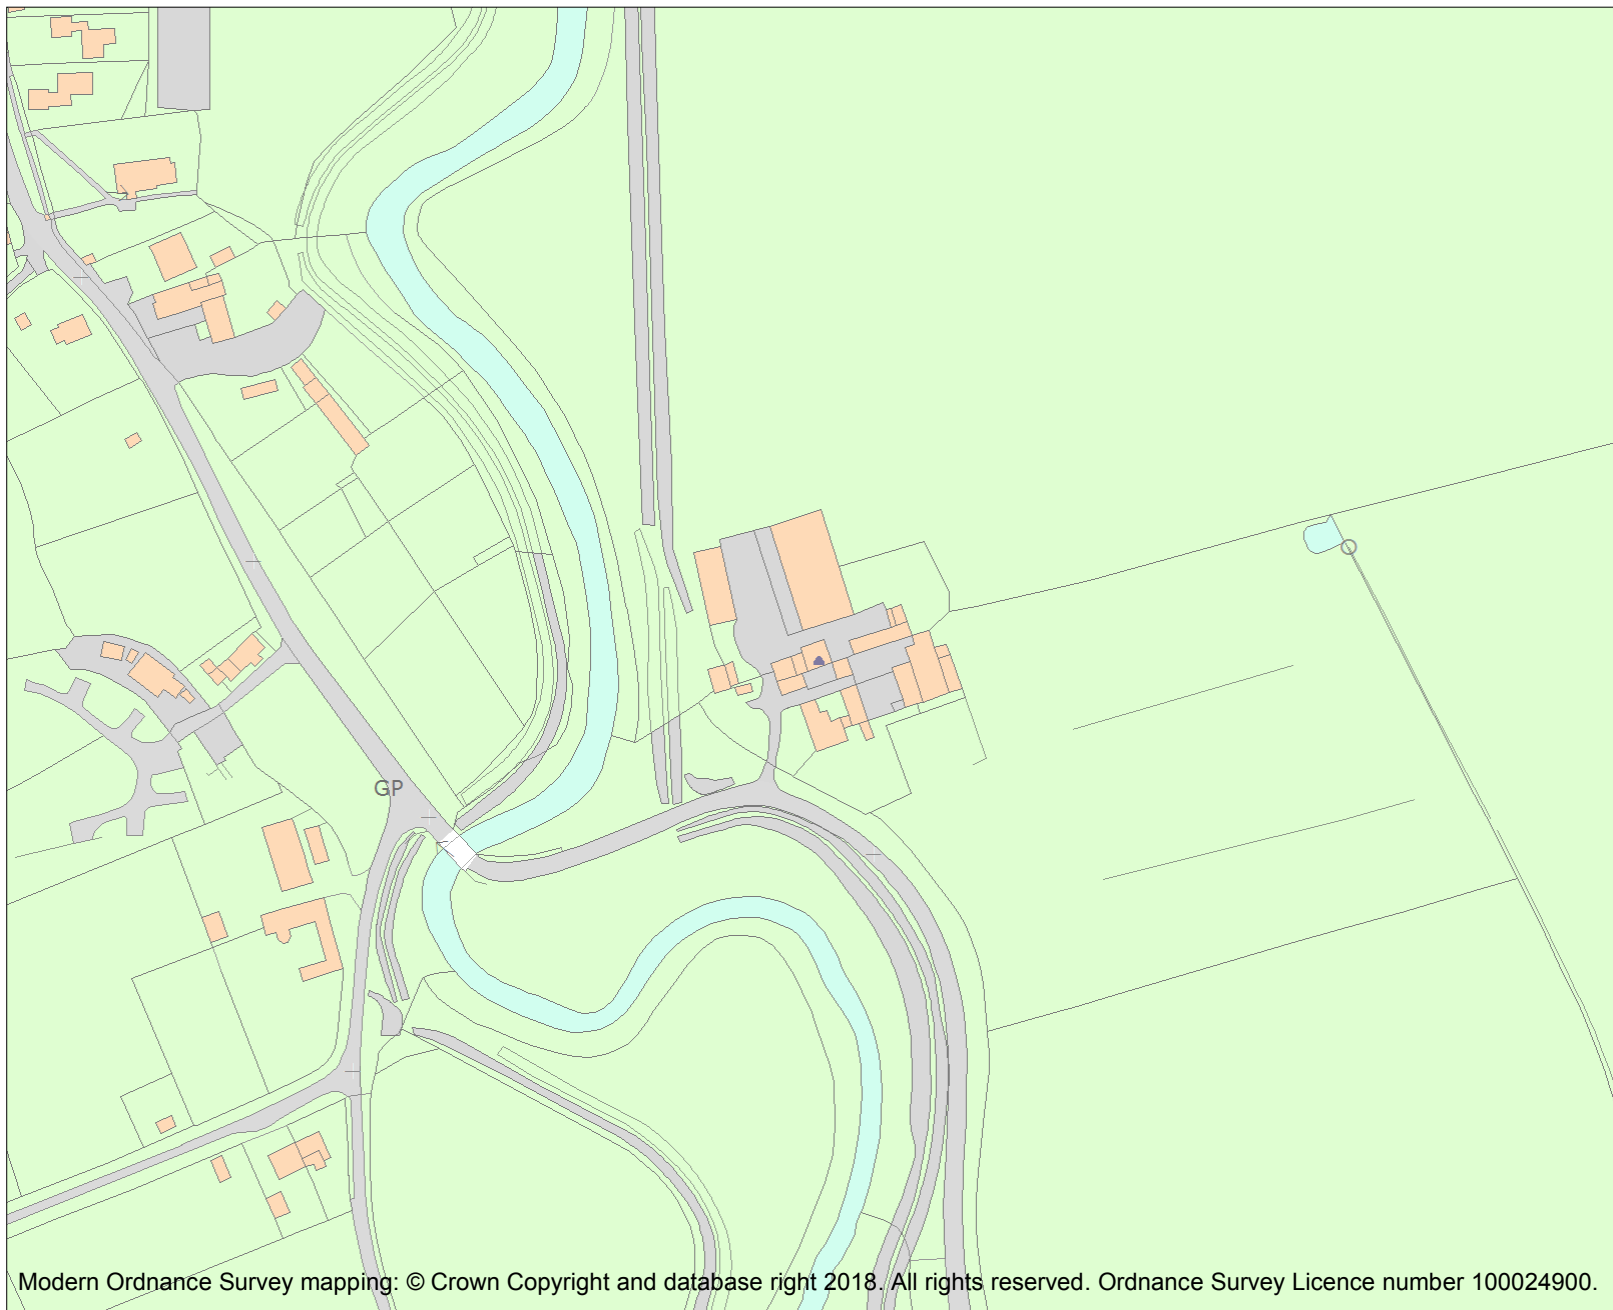 GP
Modern Ordnance Survey mapping: © Crown Copyright and database right 2018. All rights reserved. Ordnance Survey Licence number 100024900.